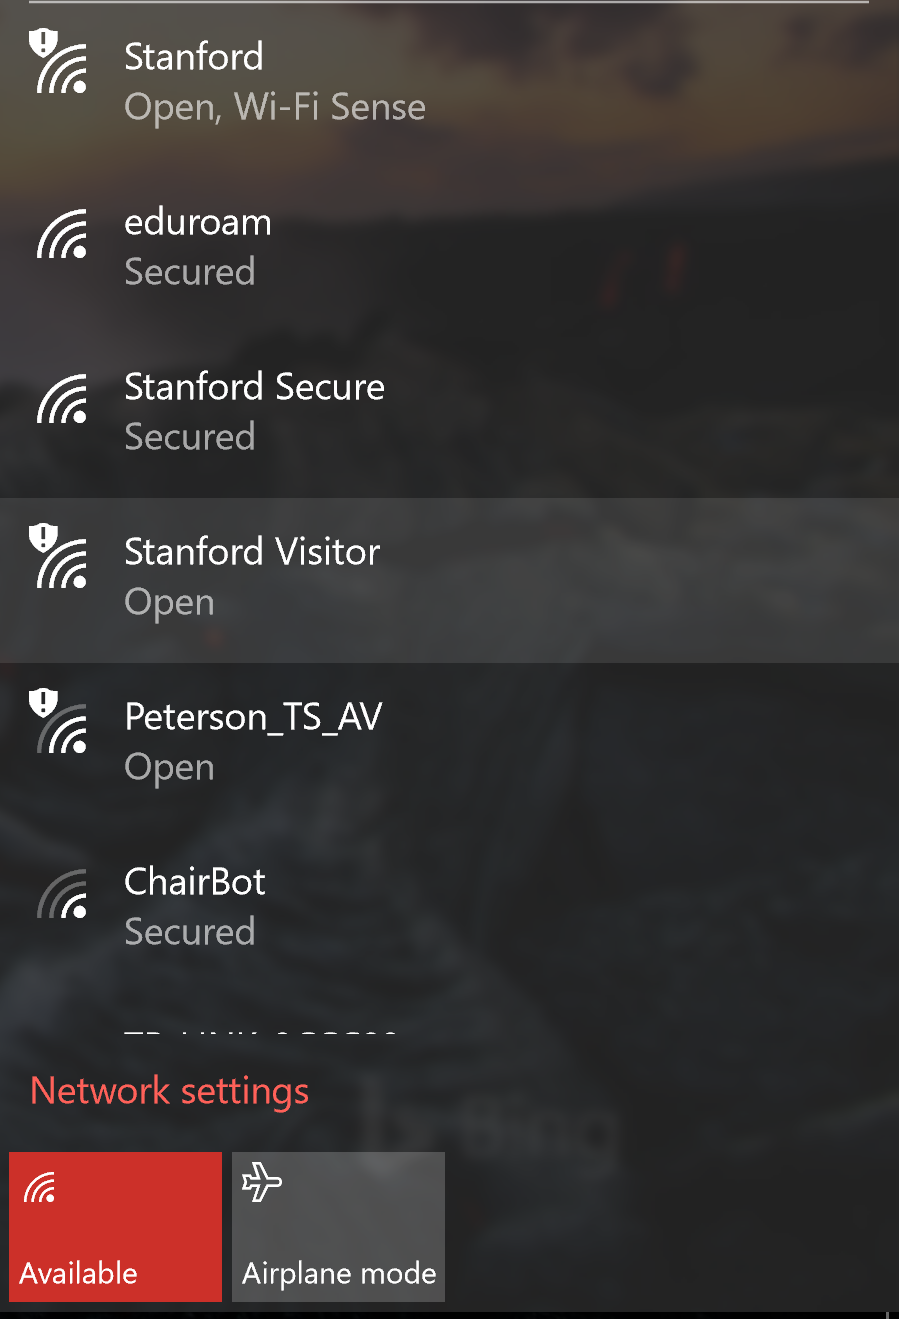 Stanford
Open, Wi-Fi Sense
eduroam
Secured
Stanford Secure
Secured
Stanford Visitor
Open
Peterson_TS_AV
Open
ChairBot
Secured
Network settings
Available
Airplane mode